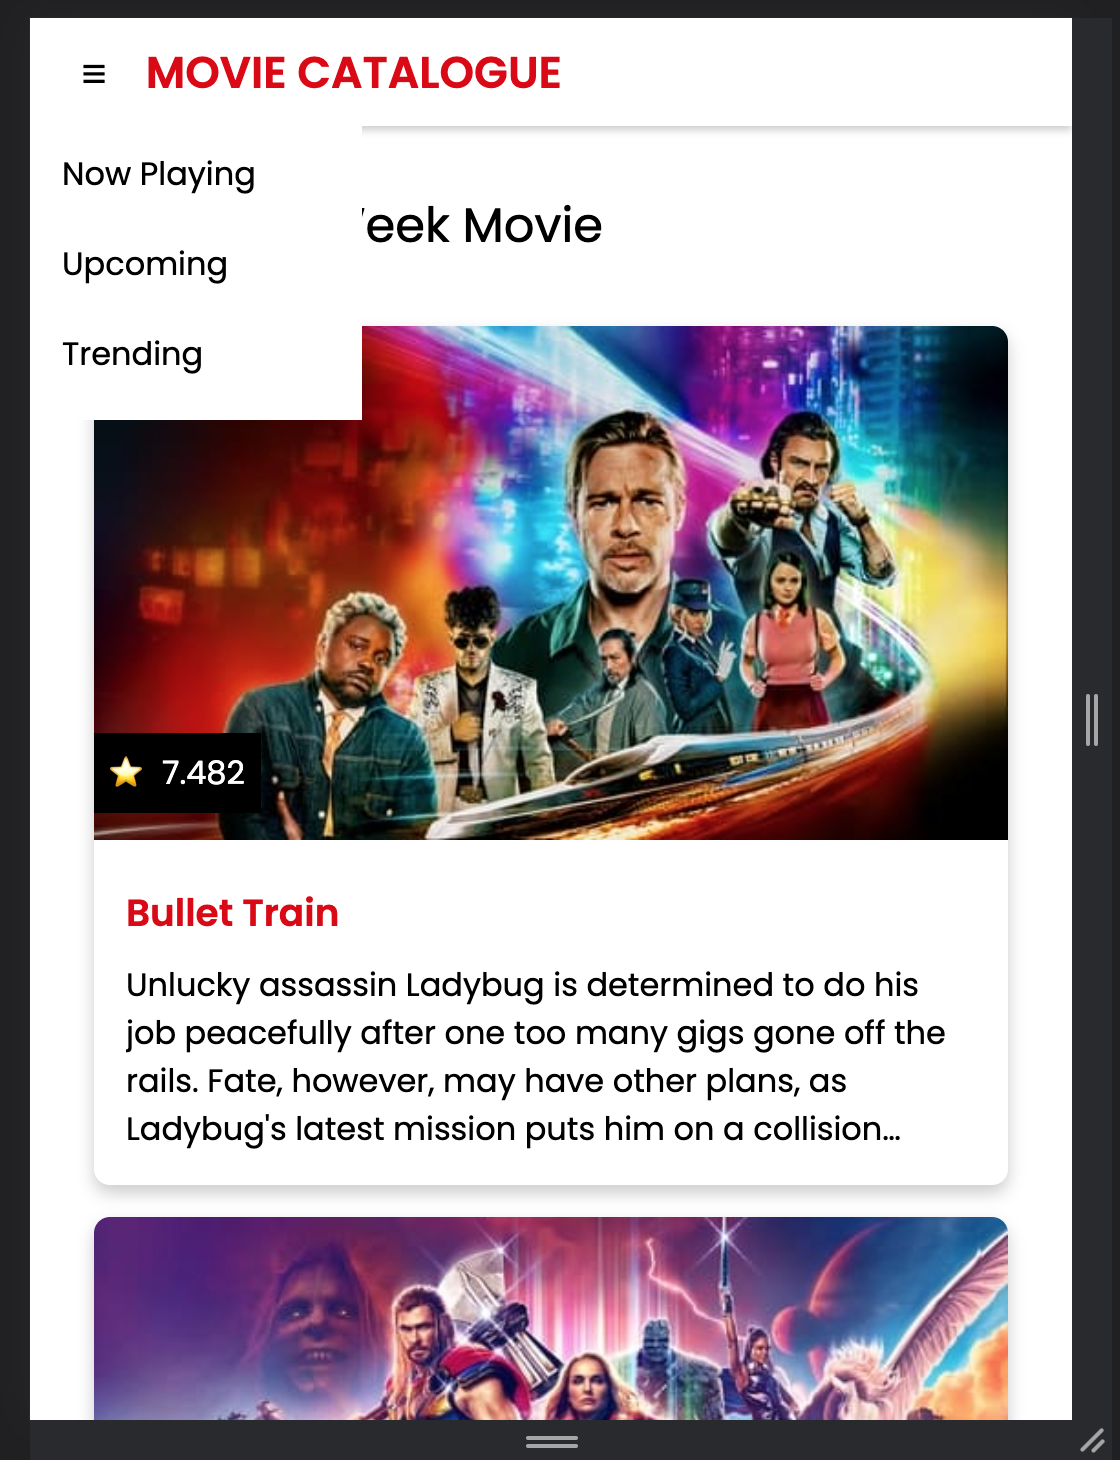 MOVIE CATALOGUE
Now Playing
eek Movie
Upcoming
Trending
7.482
Bullet Train
Unlucky assassin Ladybug is determined to do his
job peacefully after one too many gigs gone off the
rails. Fate, however, may have other plans, as
Ladybug's latest mission puts him on a collision...